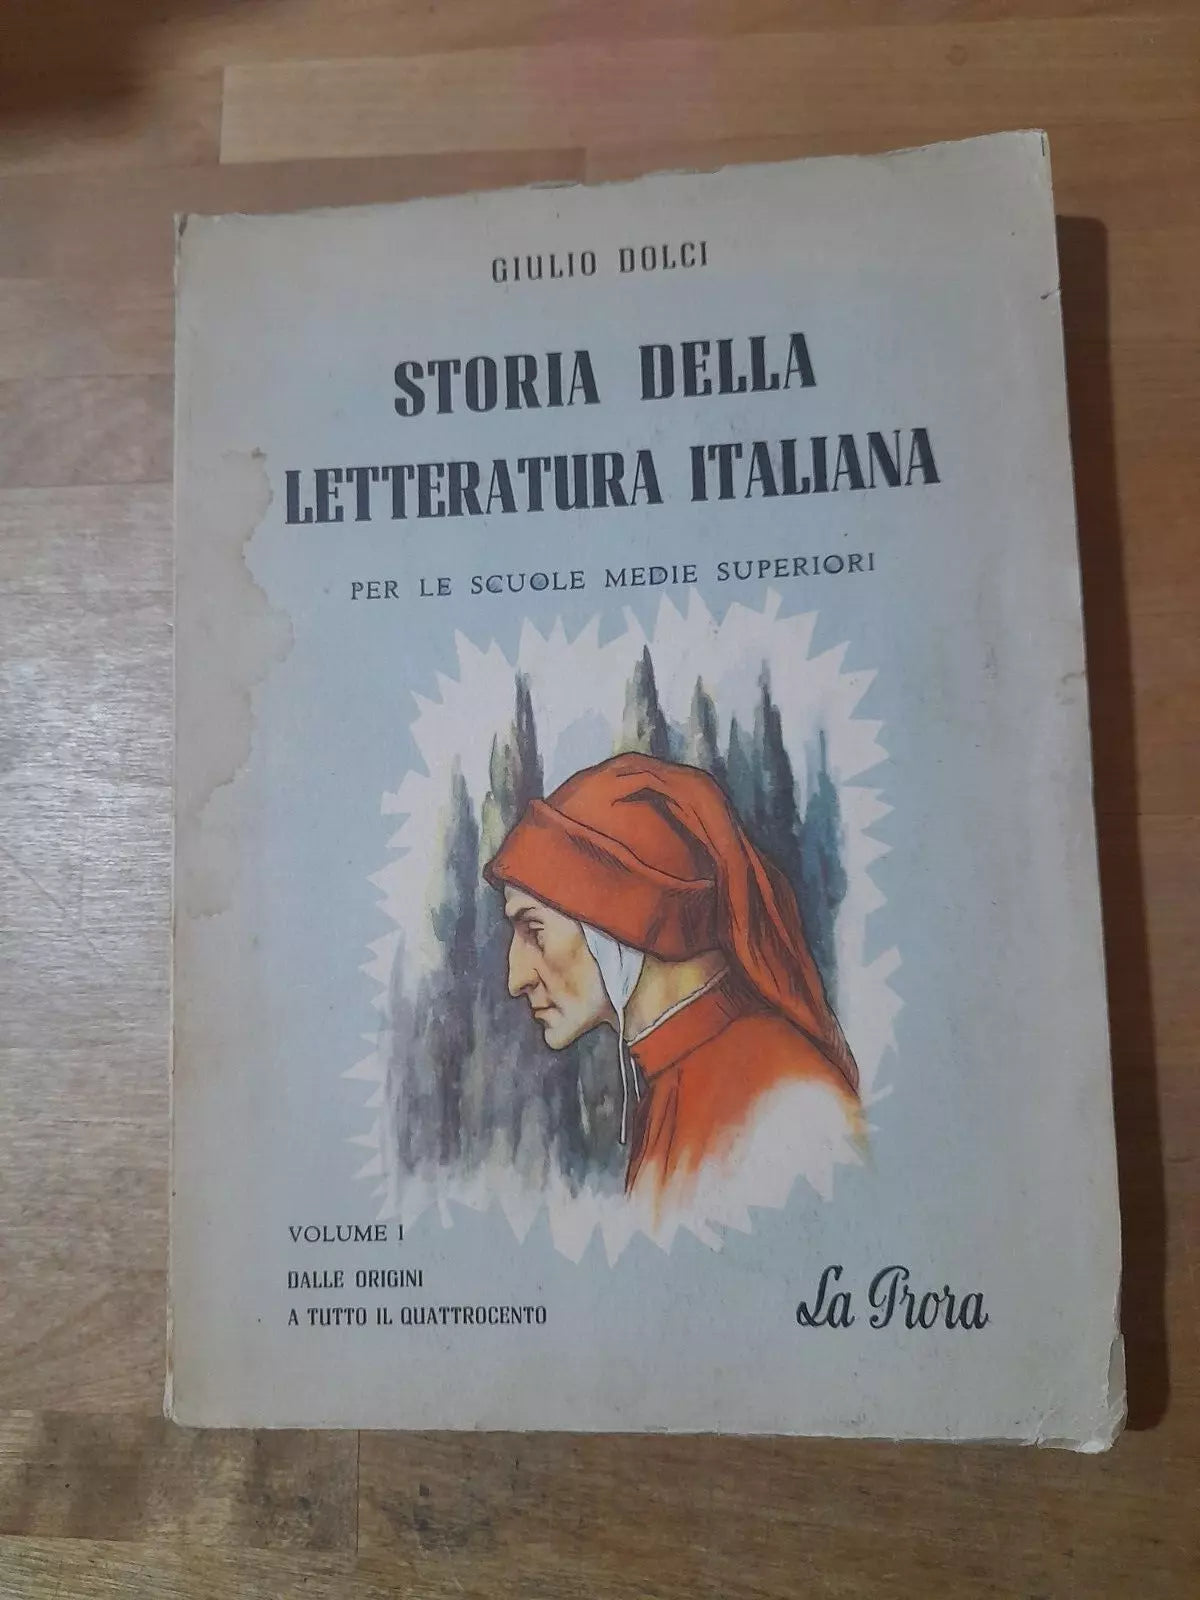 GIULIO DOLCI
STORIA DELLA
LETTERATURA ITALIANA
PER LE SCUOLE MEDIE SUPERIORI
VOLUME I
DALLE ORIGINI
A TUTTO IL QUATTROCENTO
La Prora